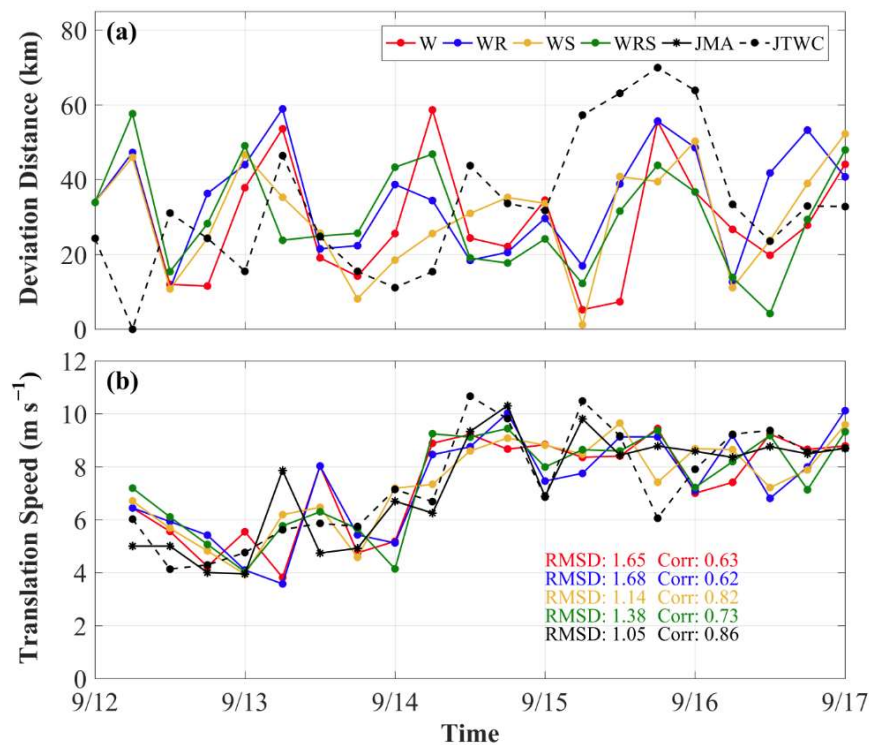 (a)
W WR WS WRS JMA JTWC
Deviation Distance (km)
80
60
40
20
0
(b)
Translation Speed (m s⁻¹)
12
10
8
6
4
2
0
RMSD: 1.65 Corr: 0.63
RMSD: 1.68 Corr: 0.62
RMSD: 1.14 Corr: 0.82
RMSD: 1.38 Corr: 0.73
RMSD: 1.05 Corr: 0.86
9/12 9/13 9/14 9/15 9/16 9/17
Time